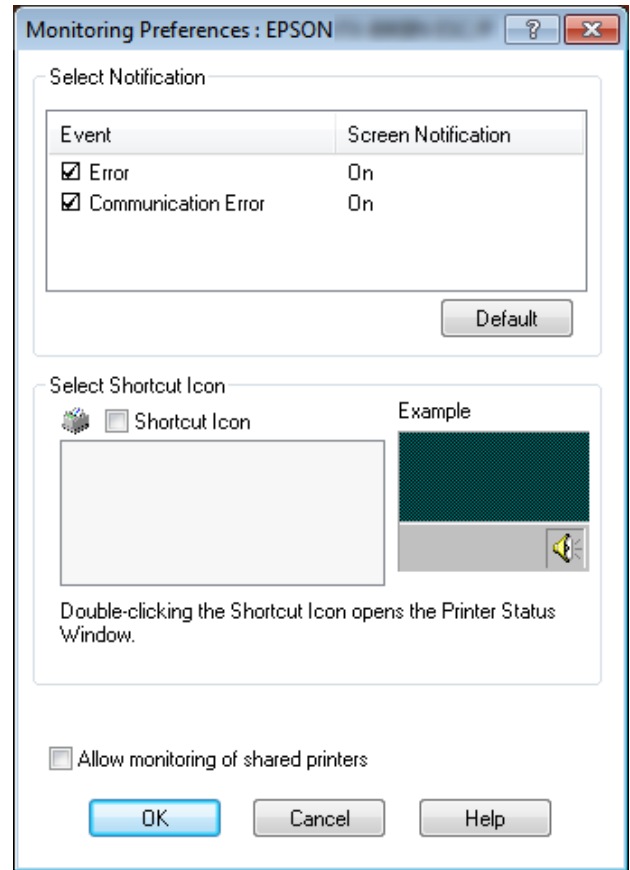 Monitoring Preferences : EPSON
Select Notification
Event Screen Notification
Error On
Communication Error On
Default
Select Shortcut Icon
Shortcut Icon
Example
Double-clicking the Shortcut Icon opens the Printer Status
Window.
Allow monitoring of shared printers
OK Cancel Help